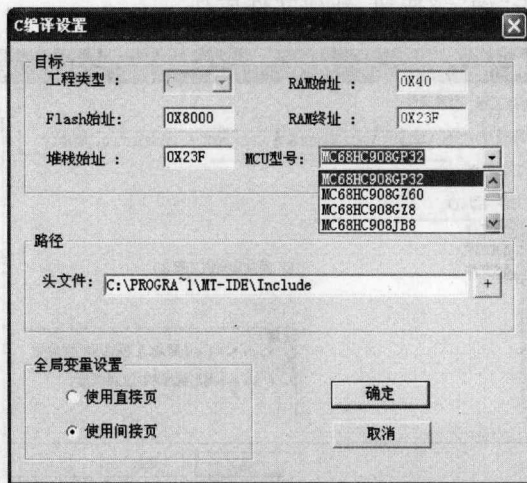 C编译设置
目标
工程类型 : C RAM始址 : 0X40
Flash始址: 0X8000 RAM终址 : 0X23F
堆栈始址 : 0X23F MCU型号: MC68HC908GP32
MC68HC908GP32
MC68HC908GZ60
MC68HC908GZ8
MC68HC908JB8
路径
头文件: C:\PROGRA~1\MT-IDE\Include +
全局变量设置
使用直接页
使用间接页
确定
取消